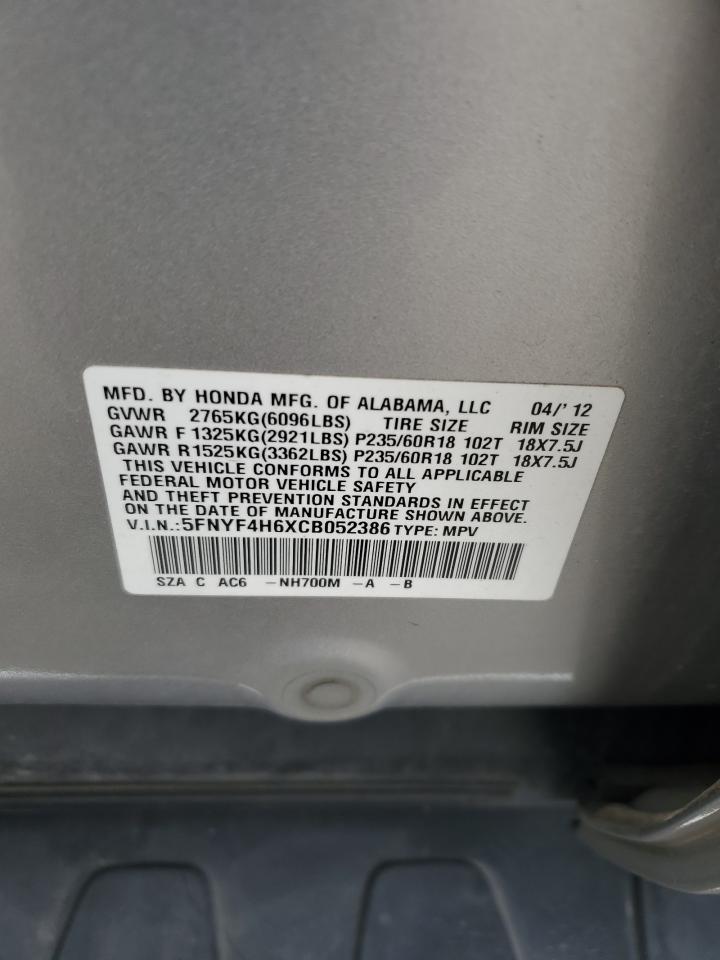 MFD. BY HONDA MFG. OF ALABAMA, LLC 04/'12
GVWR 2765KG(6096LBS) TIRE SIZE RIM SIZE
GAWR F 1325KG(2921LBS) P235/60R18 102T 18X7.5J
GAWR R 1525KG(3362LBS) P235/60R18 102T 18X7.5J
THIS VEHICLE CONFORMS TO ALL APPLICABLE
FEDERAL MOTOR VEHICLE SAFETY
AND THEFT PREVENTION STANDARDS IN EFFECT
ON THE DATE OF MANUFACTURE SHOWN ABOVE.
V.I.N.:5FNYF4H6XCB052386 TYPE: MPV
SZA C AC6 -NH700M -A -B